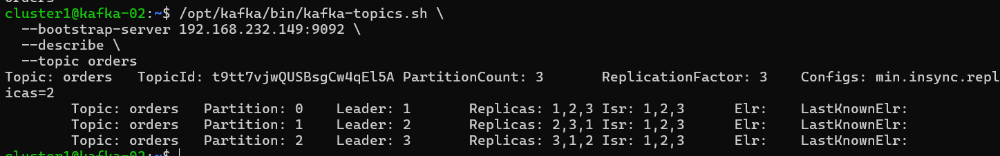 orders
cluster1@kafka-02:~$ /opt/kafka/bin/kafka-topics.sh \
  --bootstrap-server 192.168.232.149:9092 \
  --describe \
  --topic orders
Topic: orders   TopicId: t9tt7vjwQUSBsgCw4qEl5A PartitionCount: 3       ReplicationFactor: 3    Configs: min.insync.repl
icas=2
        Topic: orders   Partition: 0    Leader: 1       Replicas: 1,2,3 Isr: 1,2,3      Elr:    LastKnownElr:
        Topic: orders   Partition: 1    Leader: 2       Replicas: 2,3,1 Isr: 1,2,3      Elr:    LastKnownElr:
        Topic: orders   Partition: 2    Leader: 3       Replicas: 3,1,2 Isr: 1,2,3      Elr:    LastKnownElr:
cluster1@kafka-02:~$